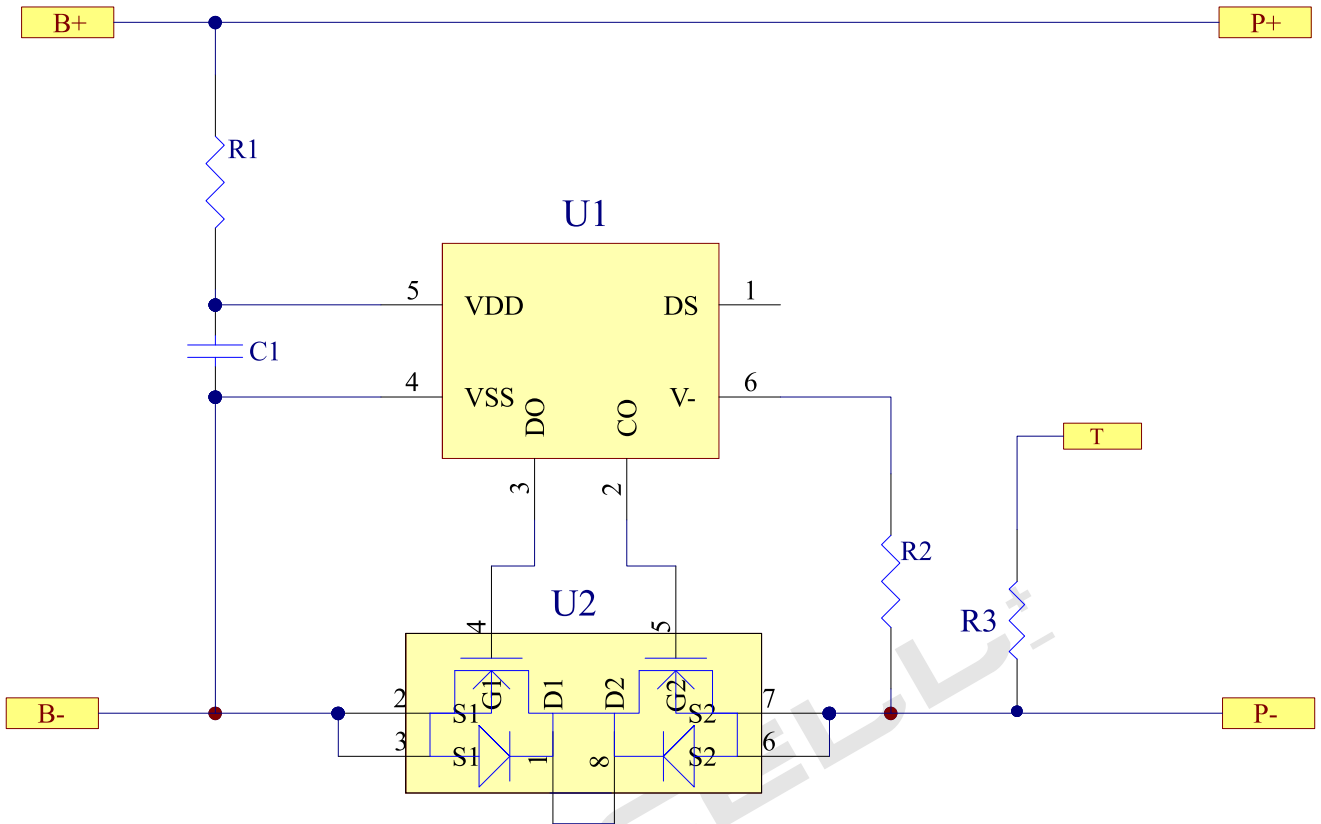 B+
P+
R1
U1
5
VDD
DS
1
C1
4
VSS
V-
6
DO
CO
3
2
T
R2
R3
U2
4
5
G1
D1
D2
G2
B-
2
S1
S2
7
P-
3
S1
1
8
S2
6